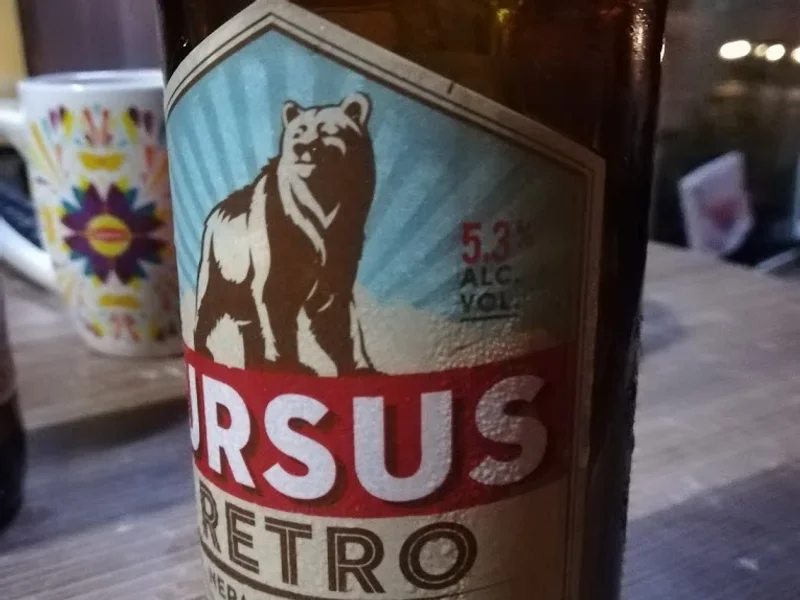 5.3%
ALC.
VOL.
URSUS
RETRO